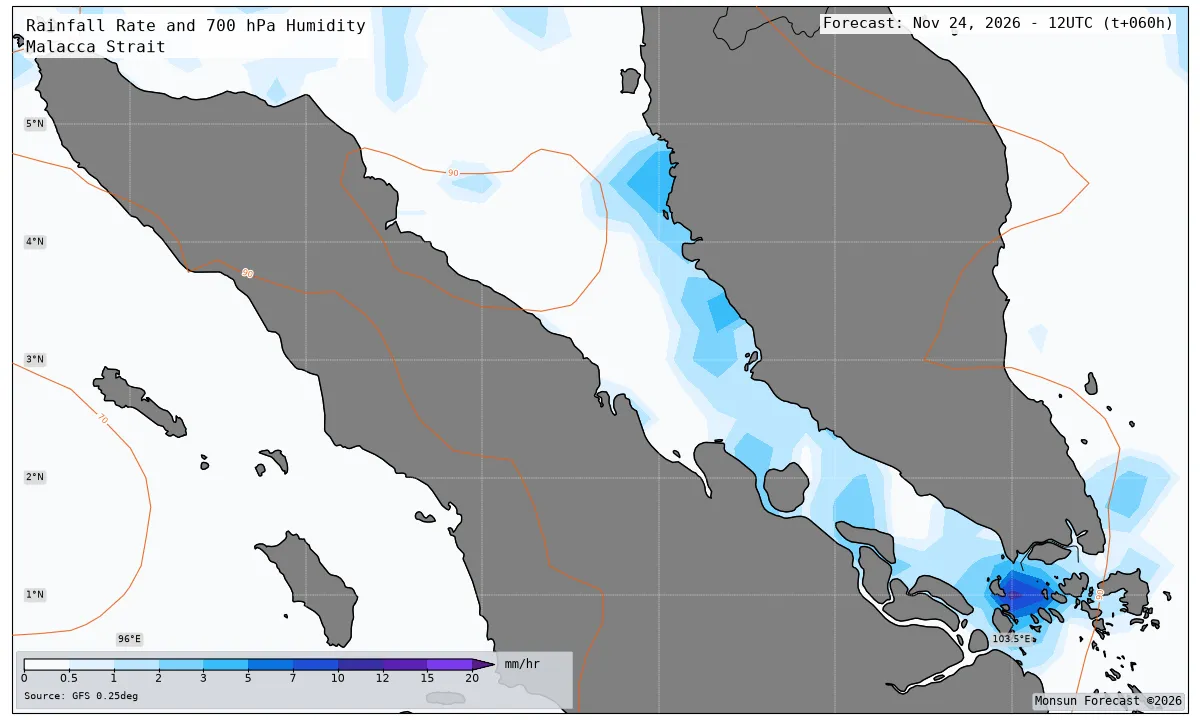 Rainfall Rate and 700 hPa Humidity
Malacca Strait
Forecast: Nov 24, 2026 - 12UTC (t+060h)
5°N
90
4°N
90
3°N
70
2°N
1°N
90
96°E
103.5°E
mm/hr
0 0.5 1 2 3 5 7 10 12 15 20
Source: GFS 0.25deg
Monsun Forecast ©2026